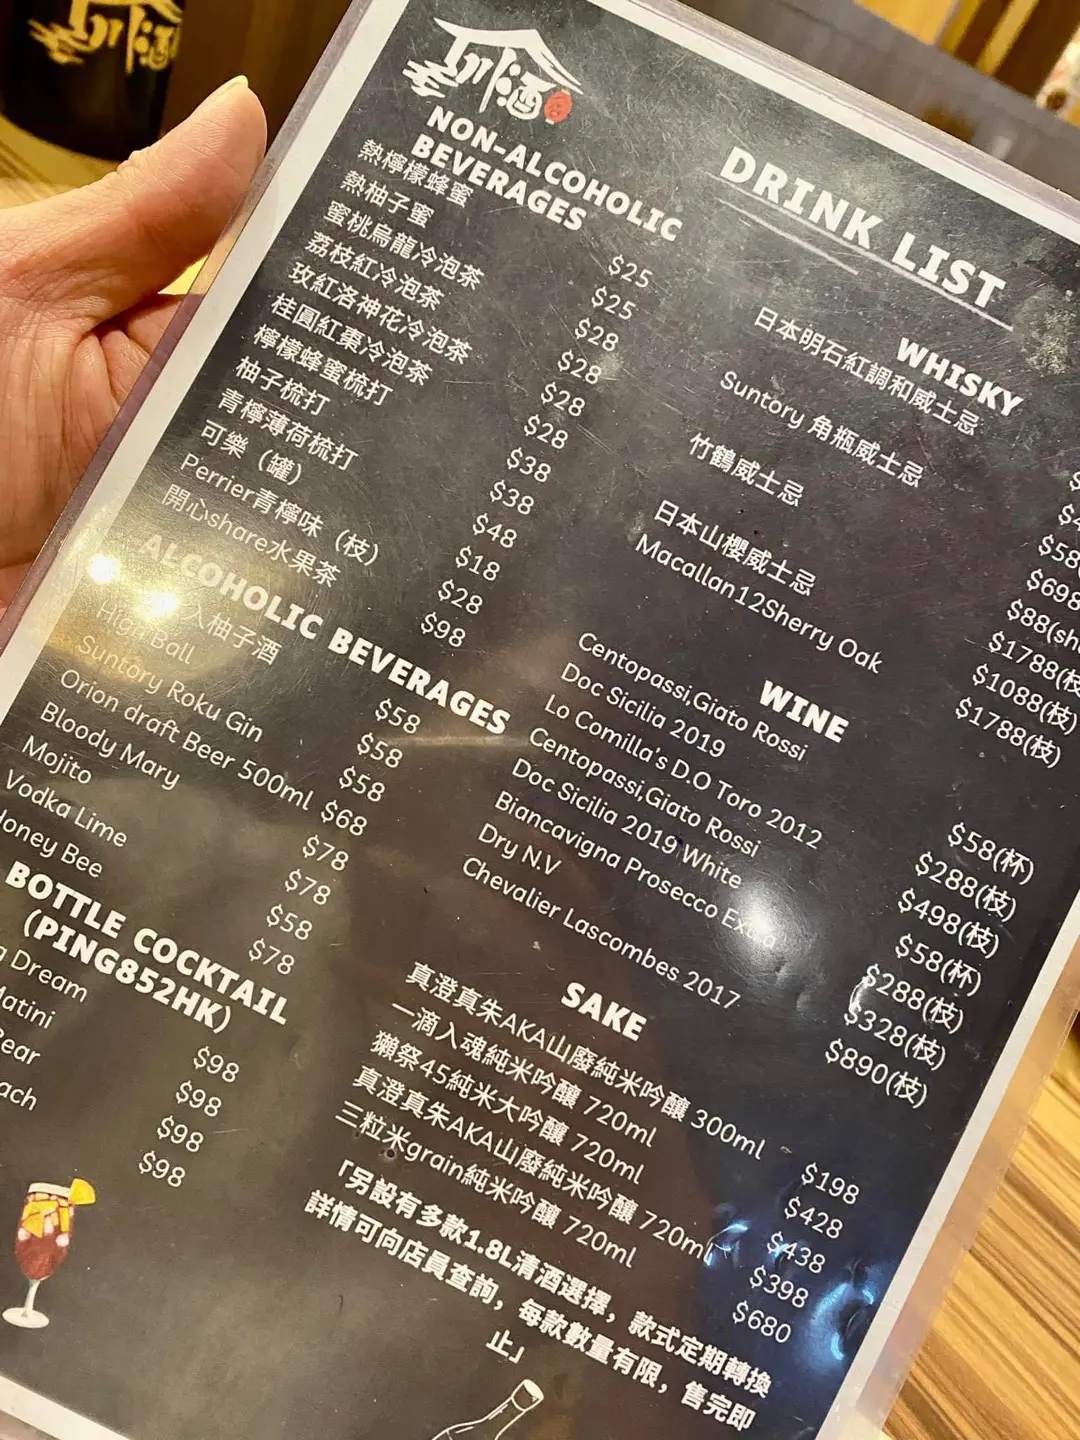 川酒
DRINK LIST
NON-ALCOHOLIC
BEVERAGES
熱檸檬蜂蜜 $25
熱柚子蜜 $25
蜜桃烏龍冷泡茶 $28
荔枝紅冷泡茶 $28
玫紅洛神花冷泡茶 $28
桂圓紅棗冷泡茶 $28
檸檬蜂蜜梳打 $38
柚子梳打 $38
青檸薄荷梳打 $48
可樂（罐） $18
Perrier青檸味（枝） $28
開心share水果茶 $98
ALCOHOLIC BEVERAGES
入柚子酒 $58
High Ball $58
Suntory Roku Gin $58
Orion draft Beer 500ml $68
Bloody Mary $78
Mojito $78
Vodka Lime $58
Honey Bee $78
BOTTLE COCKTAIL
(PING852HK)
Dream $98
Matini $98
Bear $98
$98
WHISKY
日本明石紅調和威士忌
Suntory 角瓶威士忌
竹鶴威士忌
日本山櫻威士忌
Macallan12Sherry Oak
$58
$698
$88
$1788(枝)
$1088(枝)
$1788(枝)
WINE
Centopassi,Giato Rossi
Doc Sicilia 2019 $58(杯)
$288(枝)
Lo Comilla's D.O Toro 2012 $498(枝)
Centopassi,Giato Rossi $58(杯)
Doc Sicilia 2019 White $288(枝)
Biancavigna Prosecco Extra
Dry N.V $328(枝)
Chevalier Lascombes 2017 $890(枝)
SAKE
真澄真朱AKA山廢純米吟釀 300ml $198
一滴入魂純米吟釀 720ml $428
獺祭45純米大吟釀 720ml $438
真澄真朱AKA山廢純米吟釀 720ml $398
三粒米grain純米吟釀 720ml $680
「另設有多款1.8L清酒選擇，款式定期轉換
詳情可向店員查詢，每款數量有限，售完即
止」